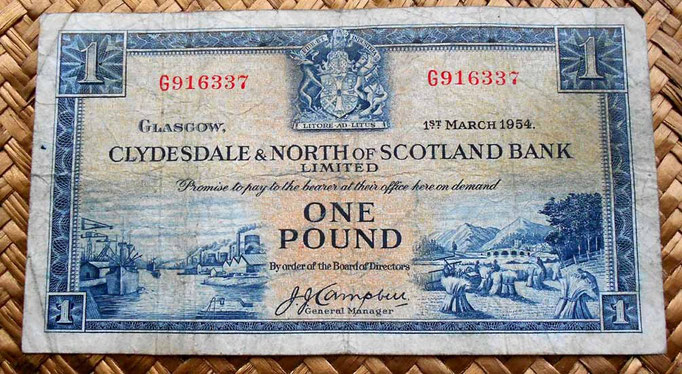 1 1
G916337 G916337
LITORE·AD·LITUS
GLASGOW, 1ST MARCH 1954.
CLYDESDALE & NORTH OF SCOTLAND BANK
LIMITED
Promise to pay to the bearer at their office here on demand
ONE
POUND
By order of the Board of Directors
J.J. Campbell
General Manager
1 1